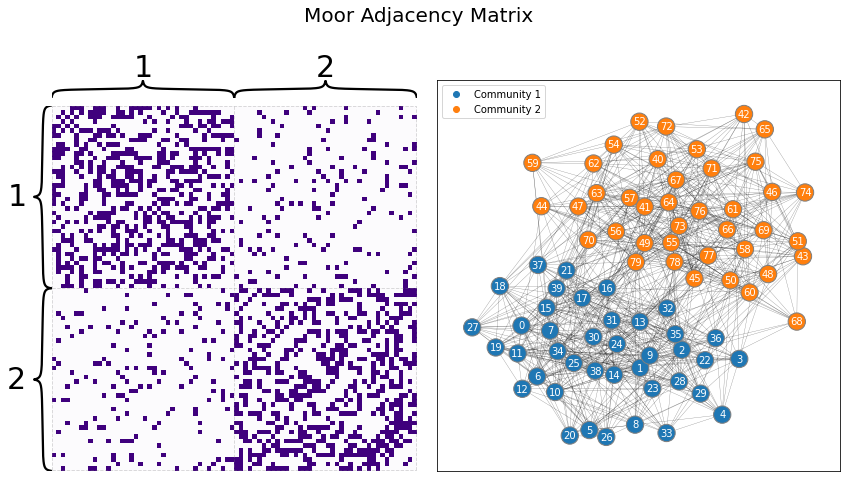 Moor Adjacency Matrix
1 2
1
2
Community 1
Community 2
42
52 72 65
54 53
59 62 40 75
71
67
63 46 74
57
44 47 41 64 76 61
73 66 69
56
70 49 55 58 51
79 78 77 43
37 21 45 50 48
18 39 16 60
17
15 32
31 13 68
27 0 7
30 35 36
19 11 34 24 9 2
25 22 3
38 14 1
6 28
12 10 23 29
4
20 5 26 8 33